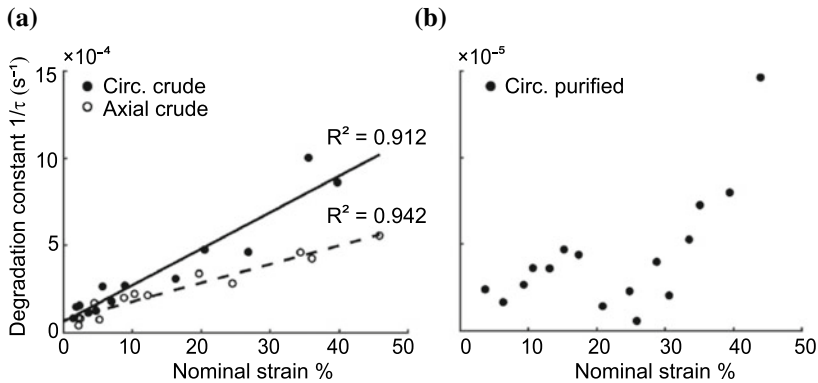 (a)
×10⁻⁴
Degradation constant 1/τ (s⁻¹)
15
10
5
0
Circ. crude
Axial crude
R² = 0.912
R² = 0.942
0 10 20 30 40 50
Nominal strain %
(b)
×10⁻⁵
Circ. purified
0 10 20 30 40 50
Nominal strain %